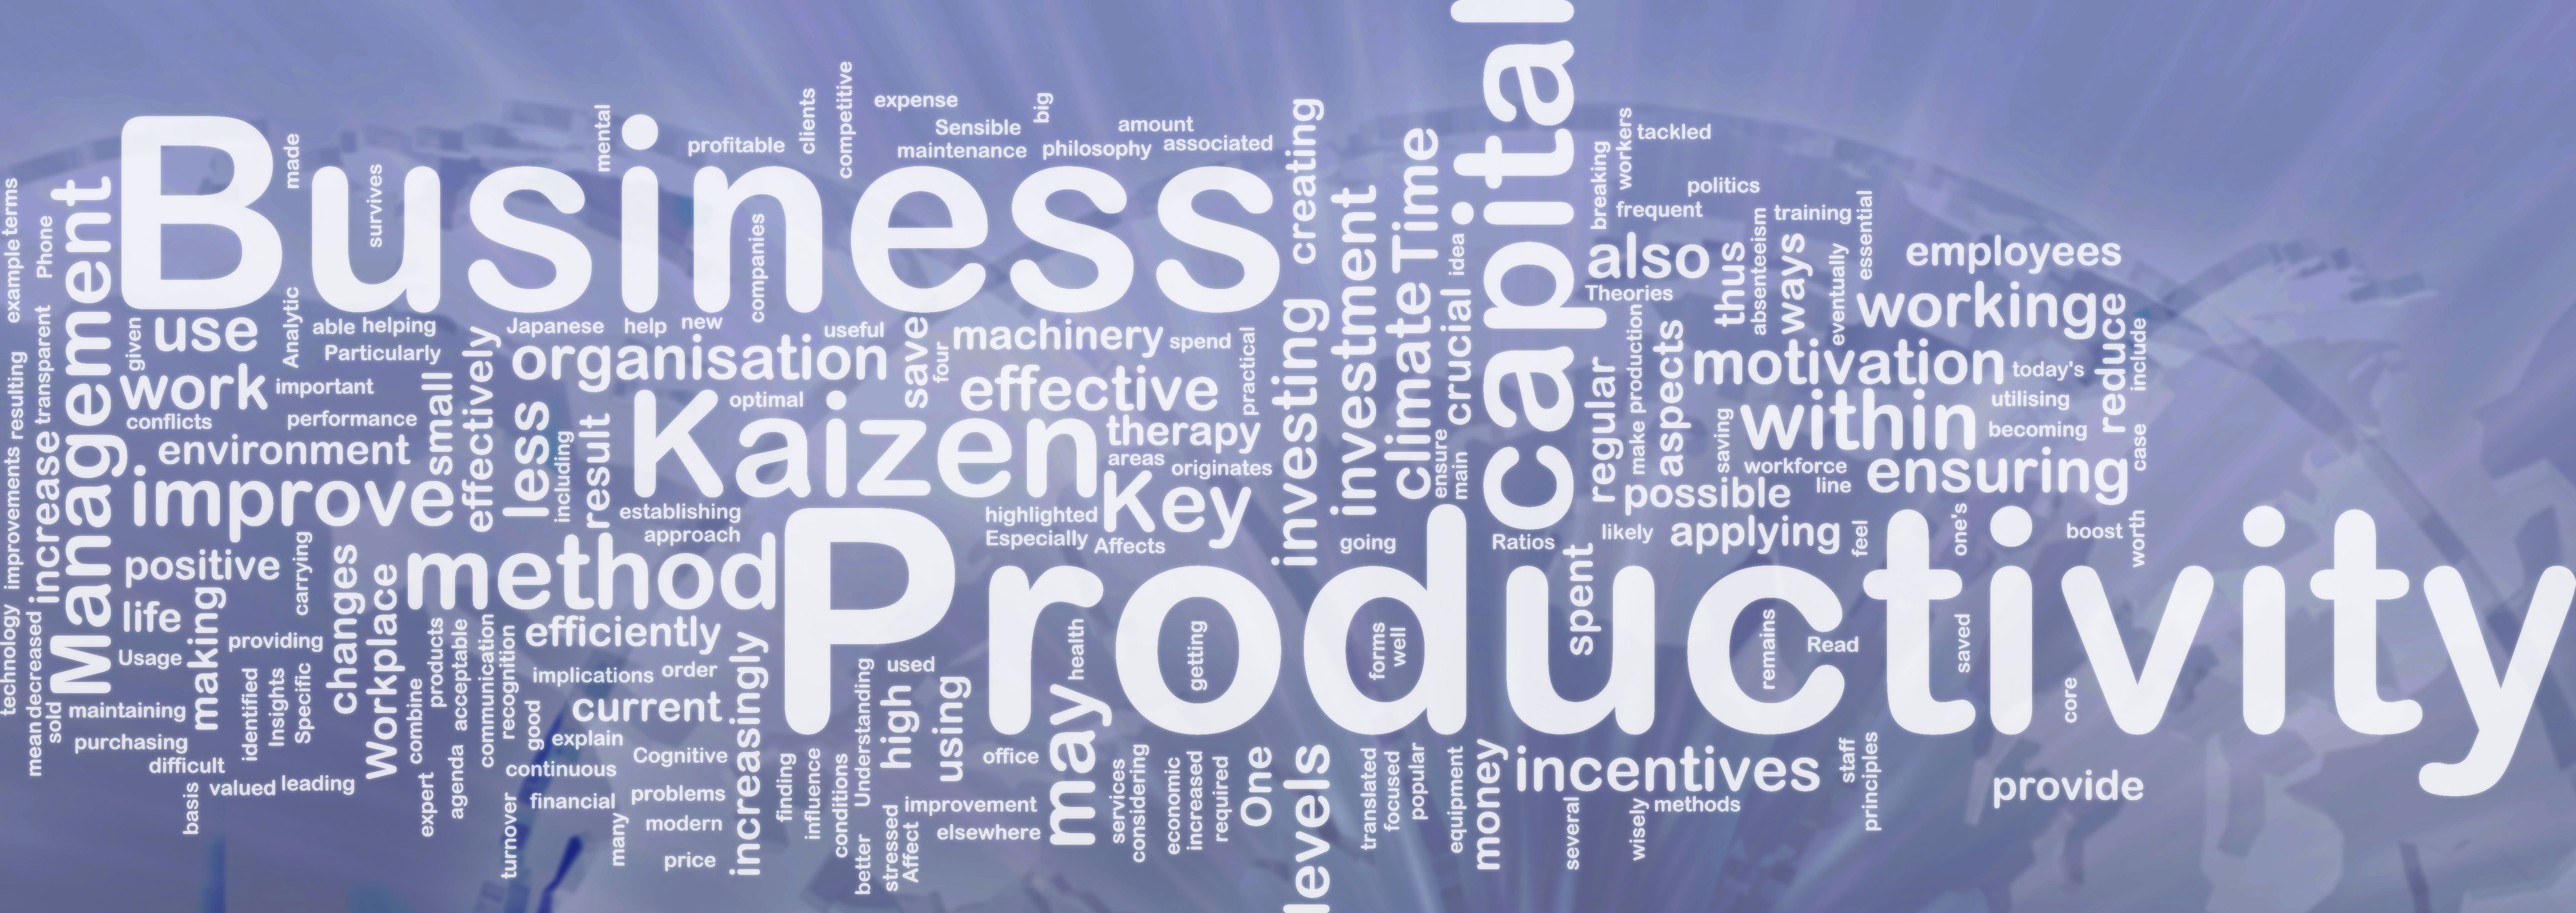 terms
example
Phone
resulting
transparent
improvements
increase
technology
decreased
mean
sold
Management
Business
made
survives
mental
profitable
clients
competitive
expense
Sensible
big
amount
maintenance
philosophy
associated
companies
creating
Time
capital
breaking
workers
tackled
politics
frequent
training
essential
given
use
Analytic
able
helping
Particularly
work
important
conflicts
performance
small
effectively
environment
improve
Japanese
help
new
useful
organisation
save
four
machinery
spend
practical
effective
optimal
less
including
result
Kaizen
therapy
areas
originates
establishing
approach
highlighted
Key
Especially
Affects
investing
investment
climate
crucial
idea
ensure
main
going
also
Theories
thus
absenteeism
ways
eventually
employees
working
reduce
include
make
production
aspects
regular
motivation
today's
utilising
saving
within
becoming
workforce
line
ensuring
case
possible
likely
applying
feel
one's
boost
worth
Ratios
spent
positive
carrying
life
making
changes
Workplace
Usage
providing
maintaining
identified
Insights
Specific
purchasing
difficult
basis
valued
leading
method
efficiently
products
acceptable
communication
recognition
combine
agenda
expert
implications
order
good
current
explain
Cognitive
continuous
financial
problems
turnover
many
modern
price
increasingly
Productivity
health
getting
forms
well
remains
Read
saved
core
finding
influence
conditions
Understanding
better
used
high
stressed
Affect
using
office
improvement
elsewhere
may
services
considering
economic
increased
required
One
levels
translated
focused
popular
equipment
money
incentives
several
wisely
methods
staff
principles
provide